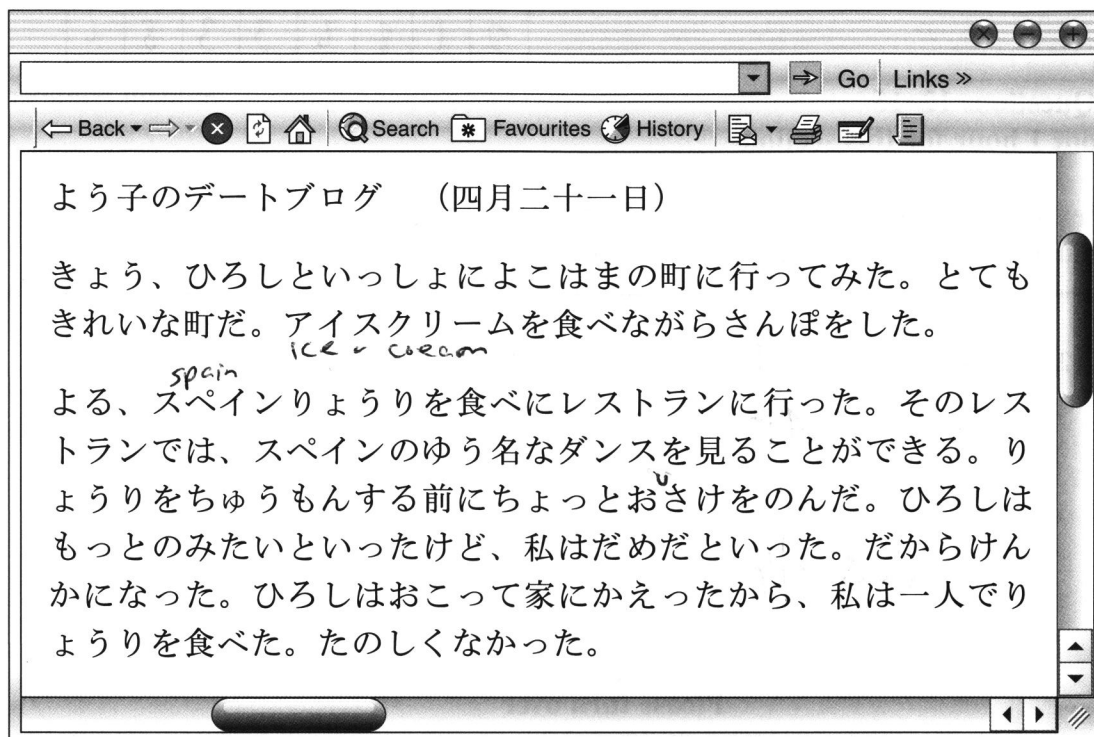 Go Links »
Back Search Favourites History
よう子のデートブログ （四月二十一日）
きょう、ひろしといっしょによこはまの町に行ってみた。とても
きれいな町だ。アイスクリームを食べながらさんぽをした。
ice cream
spain
よる、スペインりょうりを食べにレストランに行った。そのレス
トランでは、スペインのゆう名なダンスを見ることができる。り
ょうりをちゅうもんする前にちょっとおさけをのんだ。ひろしは
もっとのみたいといったけど、私はだめだといった。だからけん
かになった。ひろしはおこって家にかえったから、私は一人でり
ょうりを食べた。たのしくなかった。